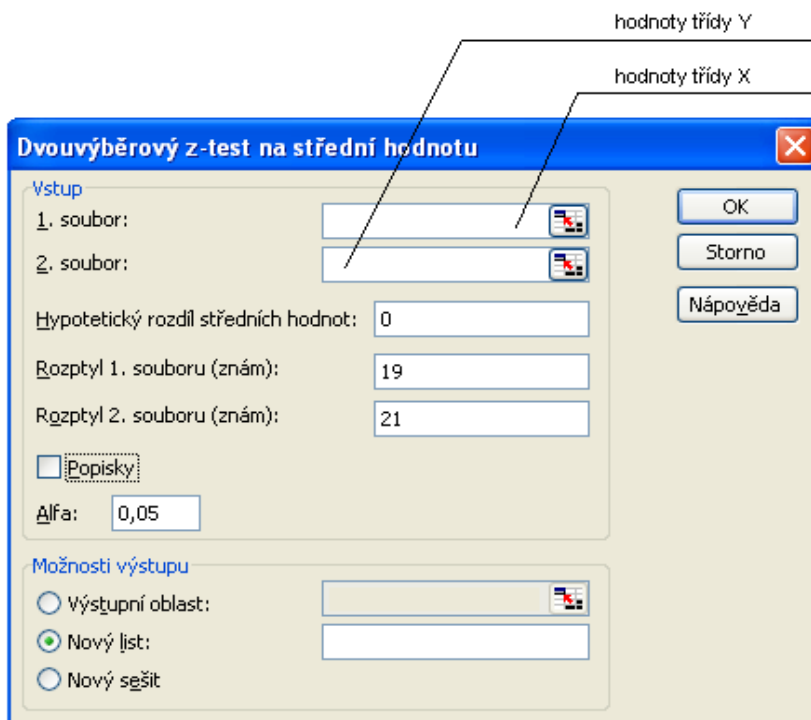 hodnoty třídy Y
hodnoty třídy X
Dvouvýběrový z-test na střední hodnotu
Vstup
1. soubor:
2. soubor:
Hypotetický rozdíl středních hodnot: 0
Rozptyl 1. souboru (znám): 19
Rozptyl 2. souboru (znám): 21
Popisky
Alfa: 0,05
OK
Storno
Nápověda
Možnosti výstupu
Výstupní oblast:
Nový list:
Nový sešit